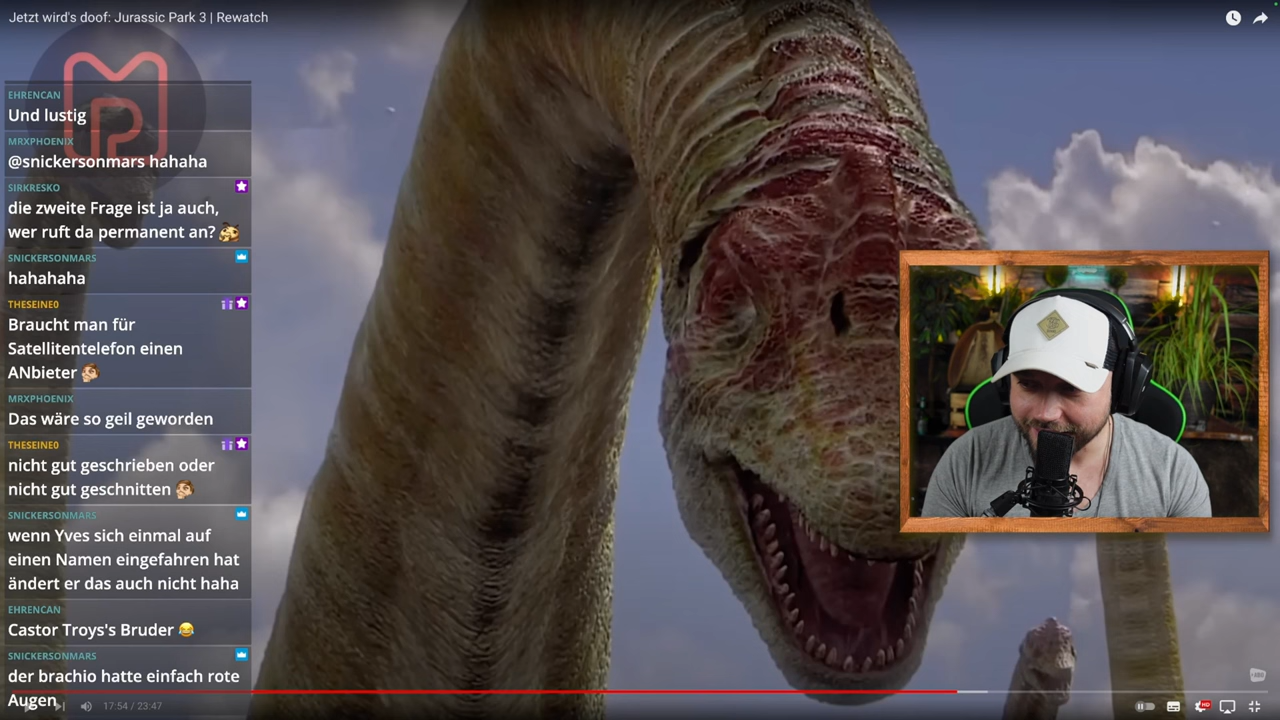 Jetzt wird's doof: Jurassic Park 3 | Rewatch
EHRENCAN
Und lustig
MRXPHOENIX
@snickersonmars hahaha
SIRKRESKO
die zweite Frage ist ja auch,
wer ruft da permanent an?
SNICKERSONMARS
hahahaha
THESEINE0
Braucht man für
Satellitentelefon einen
ANbieter
MRXPHOENIX
Das wäre so geil geworden
THESEINE0
nicht gut geschrieben oder
nicht gut geschnitten
SNICKERSONMARS
wenn Yves sich einmal auf
einen Namen eingefahren hat
ändert er das auch nicht haha
EHRENCAN
Castor Troys's Bruder
SNICKERSONMARS
der brachio hatte einfach rote
Augen
17:54 / 23:47
HD